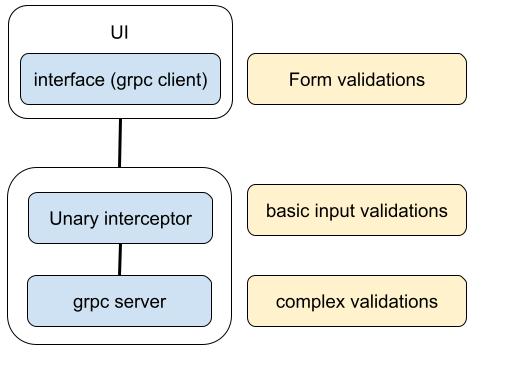 UI
interface (grpc client)
Form validations
Unary interceptor
basic input validations
grpc server
complex validations